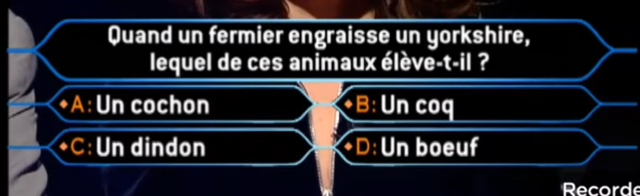 Quand un fermier engraisse un yorkshire,
lequel de ces animaux élève-t-il ?
A: Un cochon
B: Un coq
C: Un dindon
D: Un boeuf
Recorde